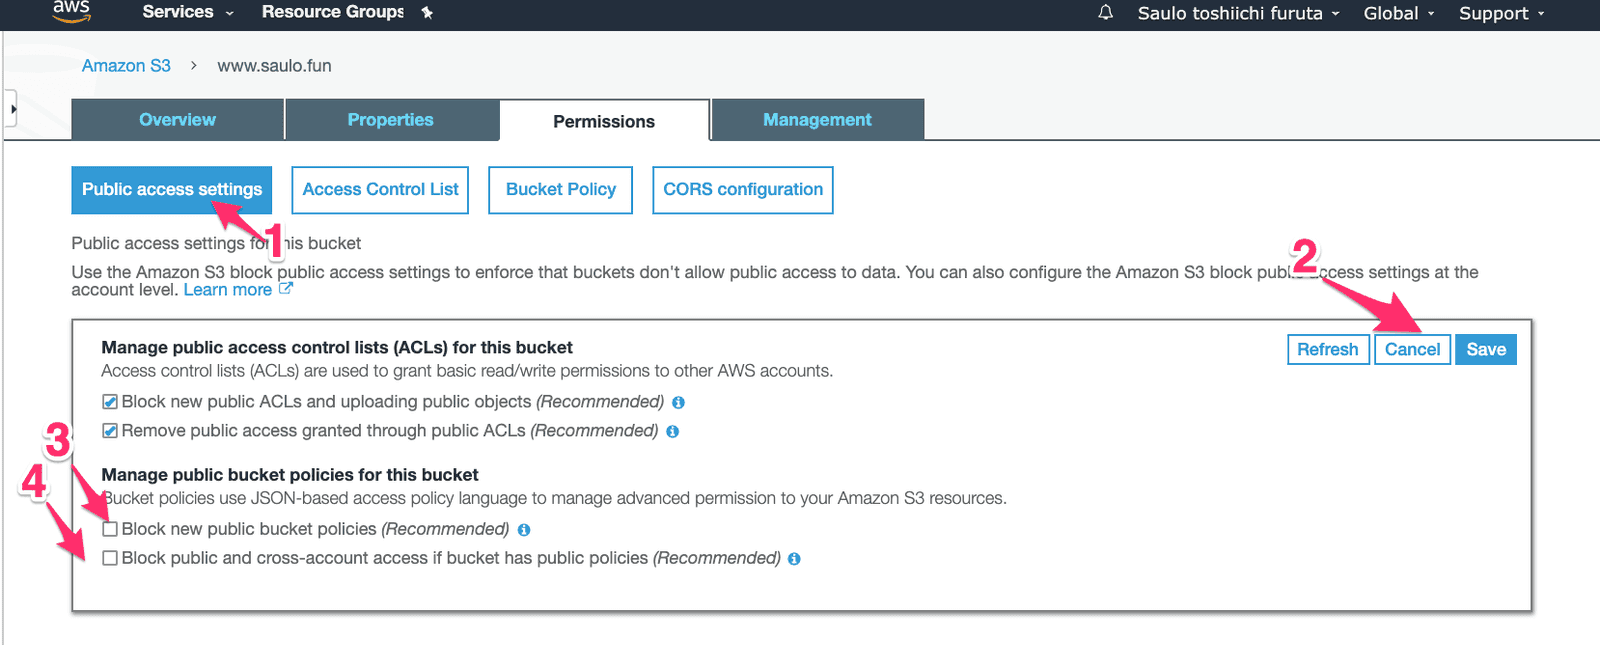 aws Services Resource Groups Saulo toshiichi furuta Global Support
Amazon S3 > www.saulo.fun
Overview Properties Permissions Management
Public access settings Access Control List Bucket Policy CORS configuration
1
Public access settings for this bucket
2
Use the Amazon S3 block public access settings to enforce that buckets don't allow public access to data. You can also configure the Amazon S3 block public access settings at the
account level. Learn more
Manage public access control lists (ACLs) for this bucket
Refresh Cancel Save
Access control lists (ACLs) are used to grant basic read/write permissions to other AWS accounts.
Block new public ACLs and uploading public objects (Recommended)
Remove public access granted through public ACLs (Recommended)
3
Manage public bucket policies for this bucket
4
Bucket policies use JSON-based access policy language to manage advanced permission to your Amazon S3 resources.
Block new public bucket policies (Recommended)
Block public and cross-account access if bucket has public policies (Recommended)